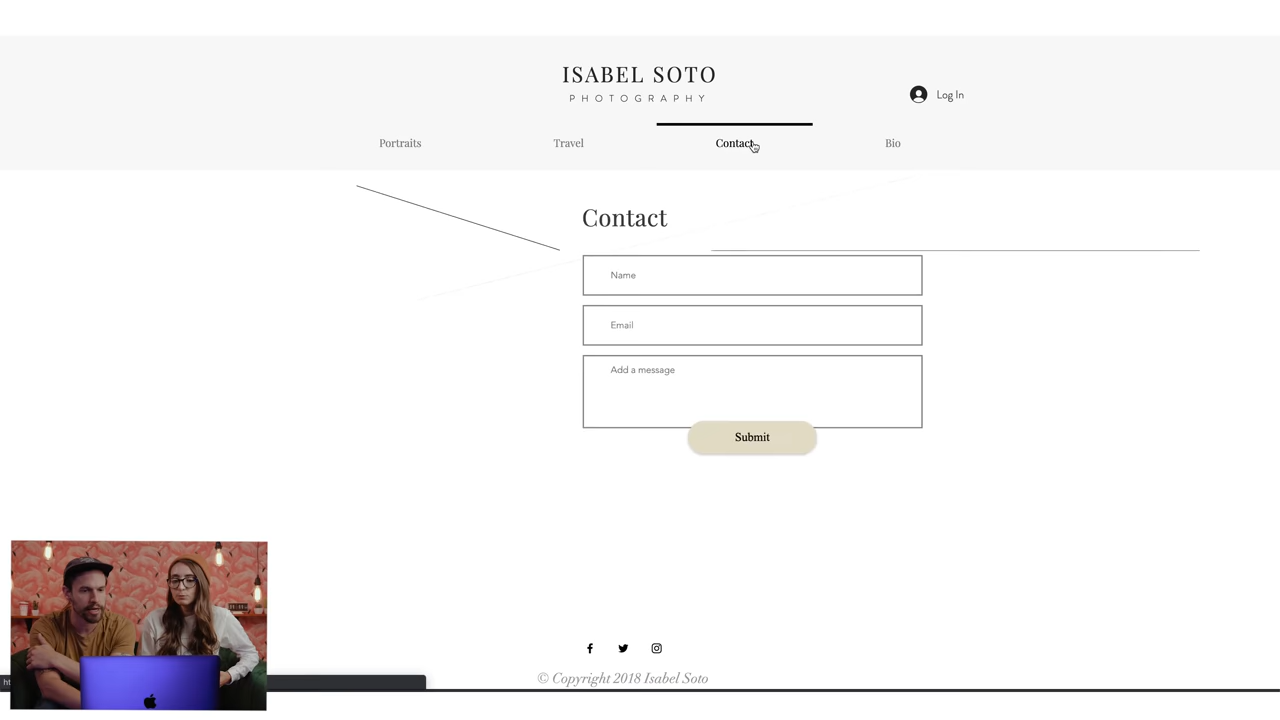 ISABEL SOTO
PHOTOGRAPHY
Log In
Portraits
Travel
Contact
Bio
Contact
Name
Email
Add a message
Submit
© Copyright 2018 Isabel Soto